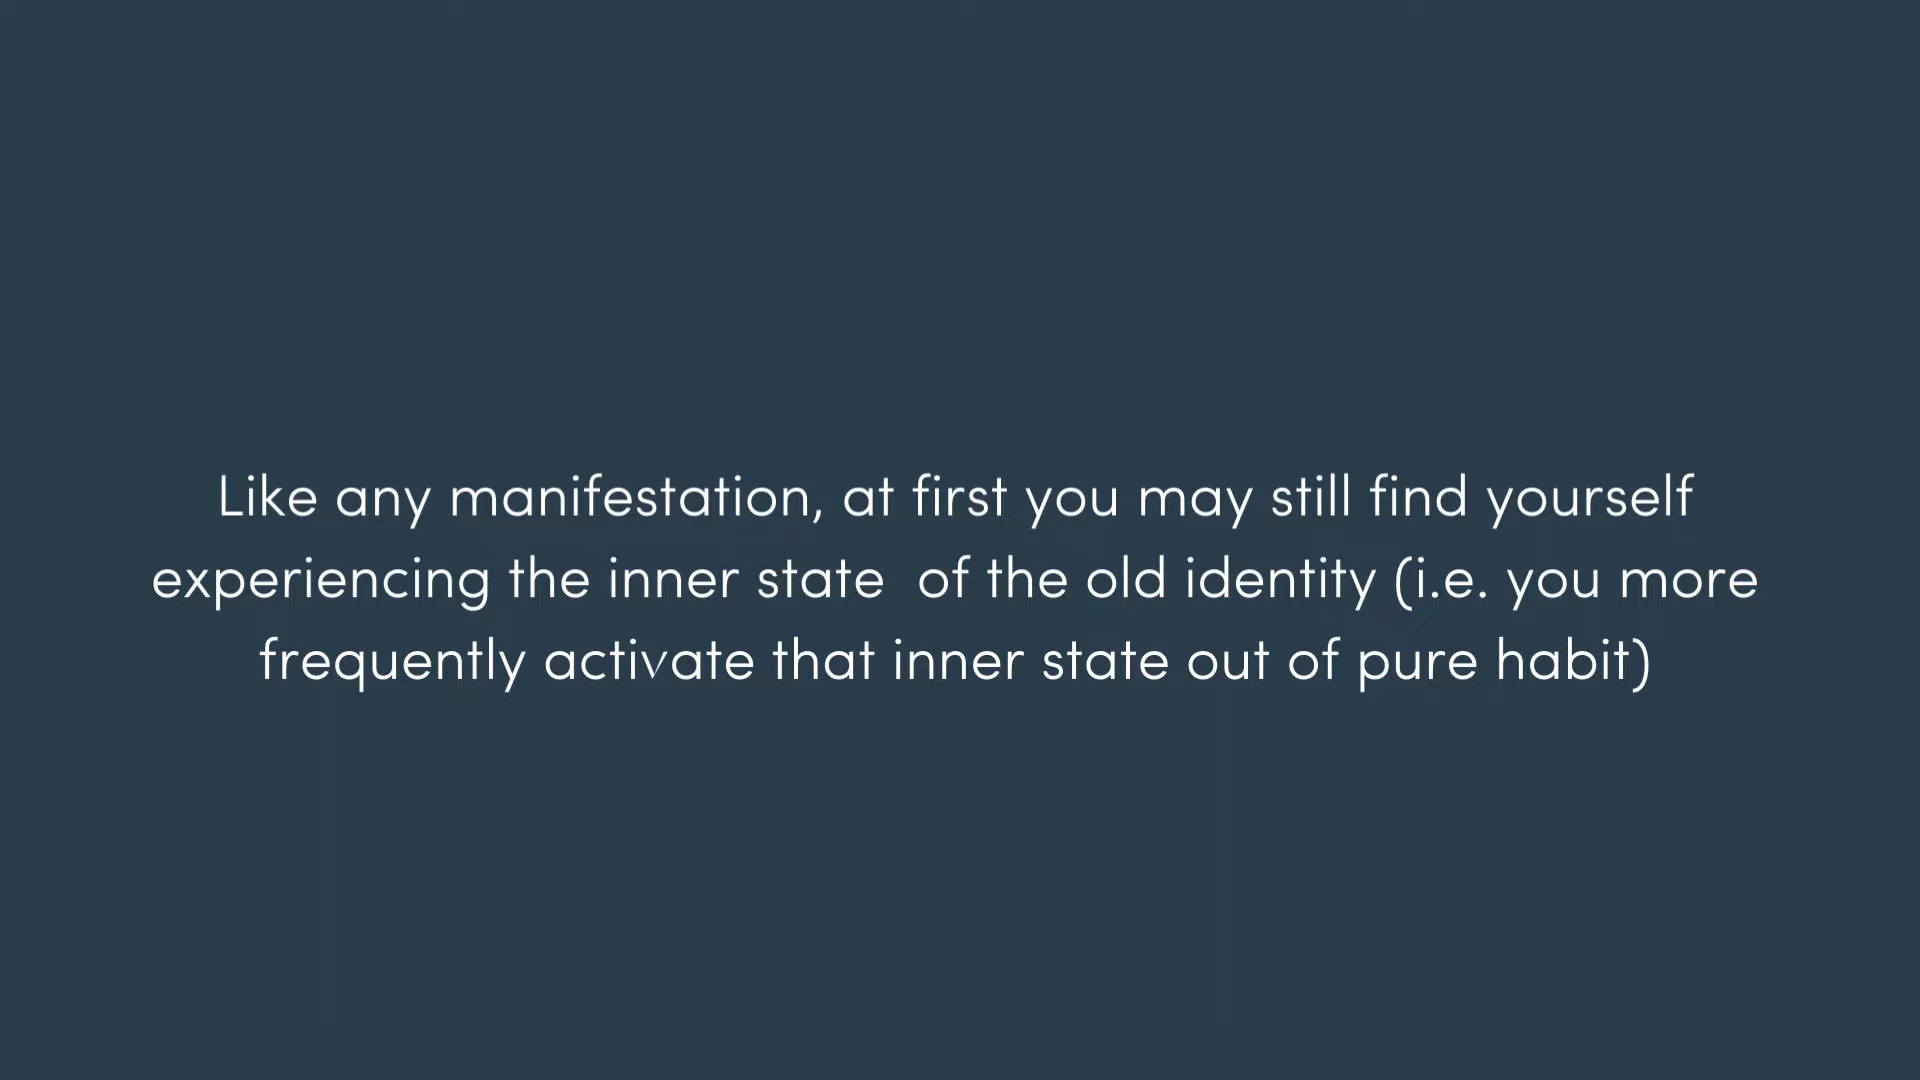 Like any manifestation, at first you may still find yourself
experiencing the inner state  of the old identity (i.e. you more
frequently activate that inner state out of pure habit)